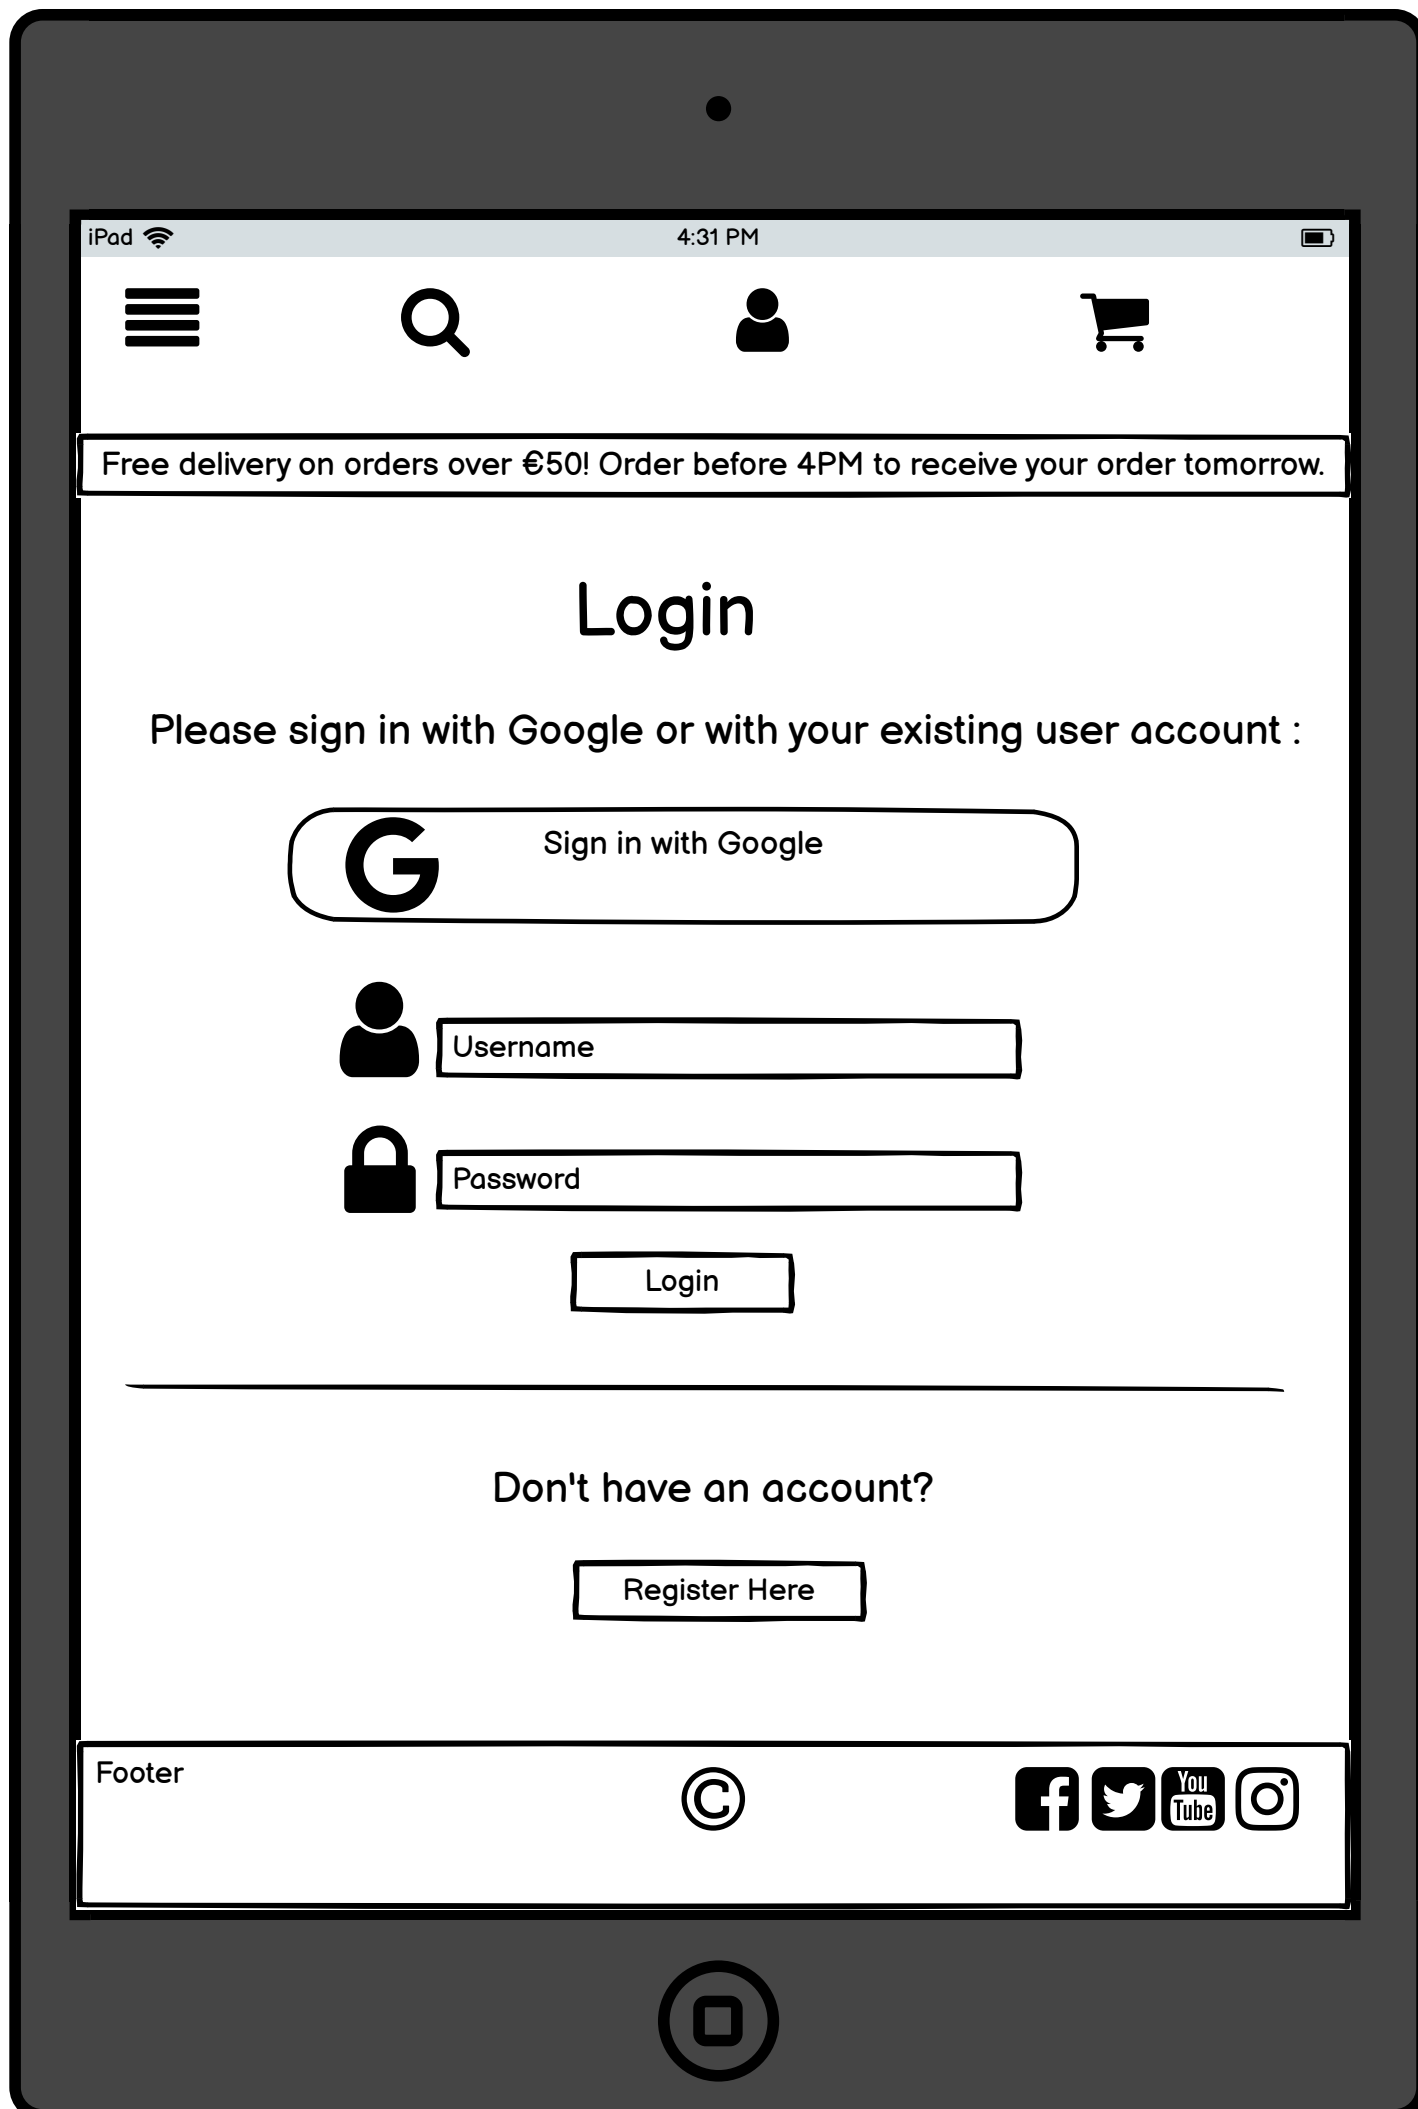 iPad
4:31 PM
Free delivery on orders over €50! Order before 4PM to receive your order tomorrow.
Login
Please sign in with Google or with your existing user account :
G Sign in with Google
Username
Password
Login
Don't have an account?
Register Here
Footer
©
f
You
Tube